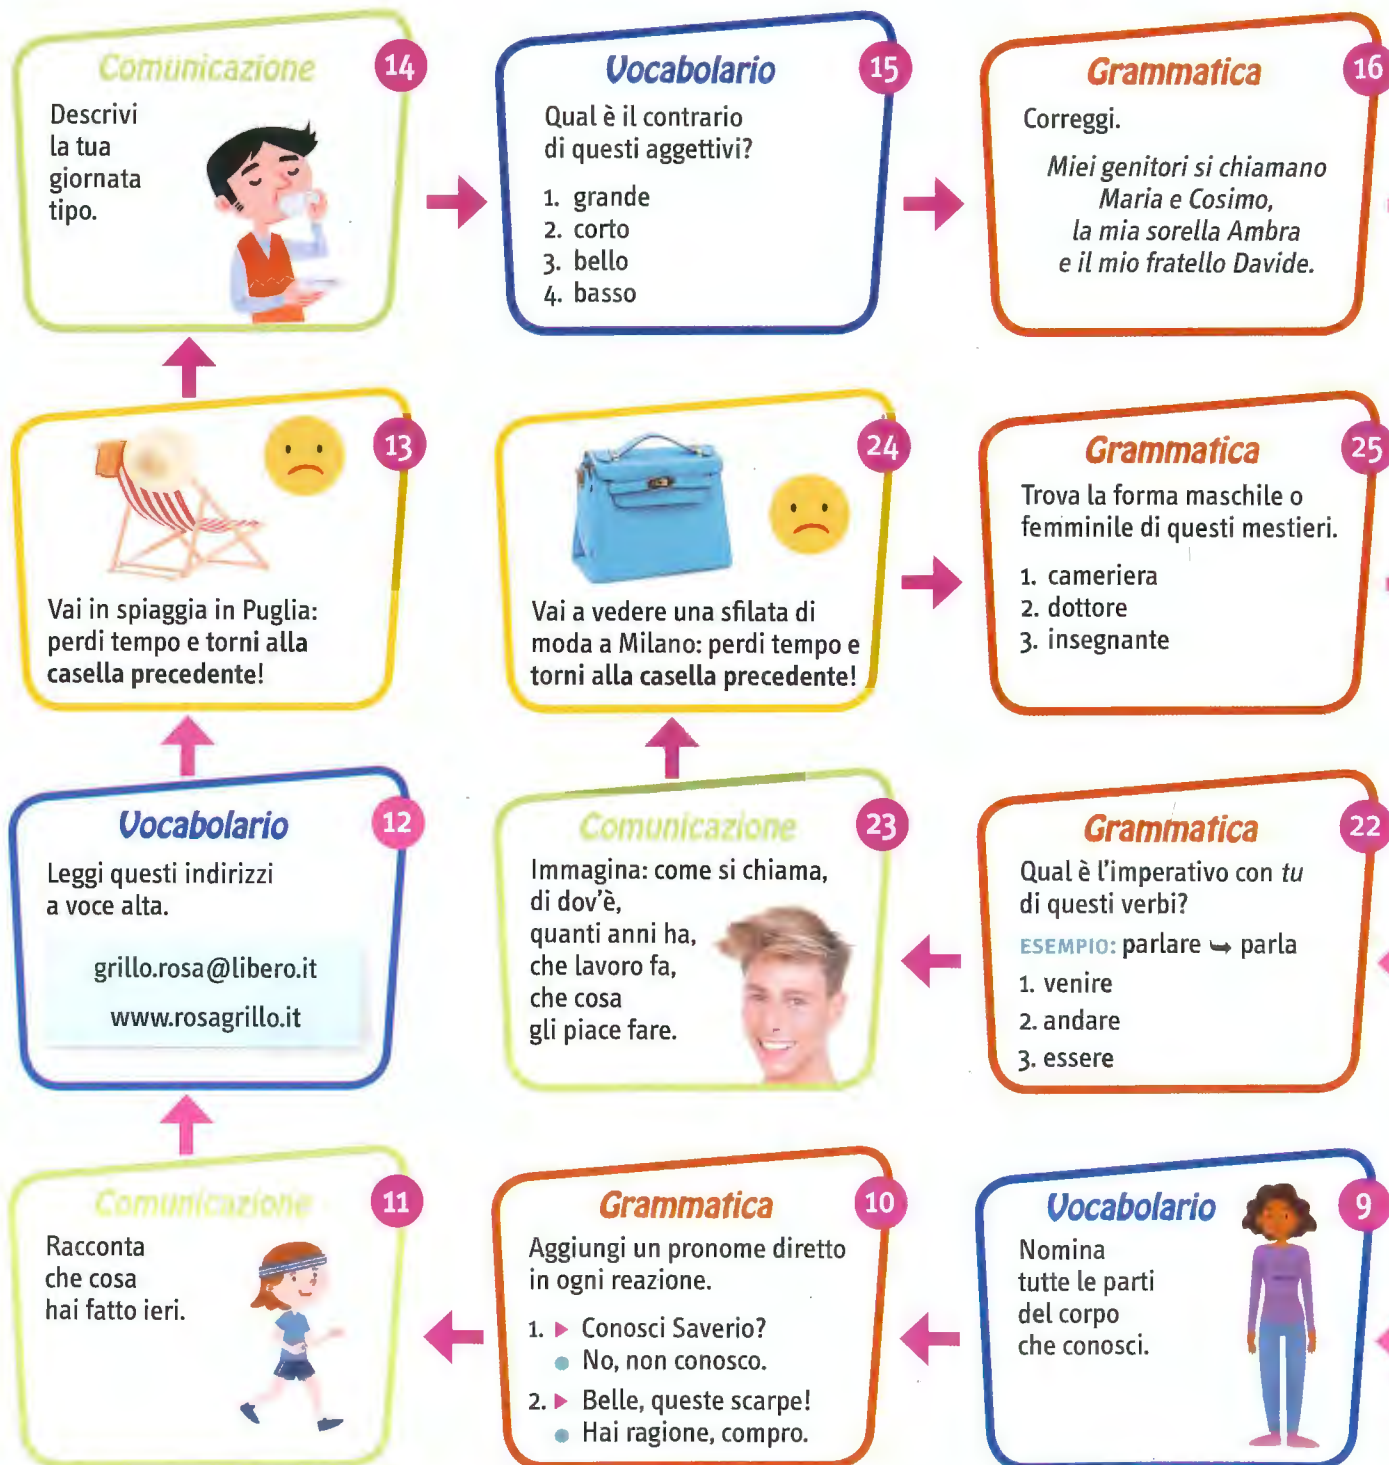 Comunicazione
14
Descrivi
la tua
giornata
tipo.
Vocabolario
15
Qual è il contrario
di questi aggettivi?
1. grande
2. corto
3. bello
4. basso
Grammatica
16
Correggi.
Miei genitori si chiamano
Maria e Cosimo,
la mia sorella Ambra
e il mio fratello Davide.
13
Vai in spiaggia in Puglia:
perdi tempo e torni alla
casella precedente!
24
Vai a vedere una sfilata di
moda a Milano: perdi tempo e
torni alla casella precedente!
Grammatica
25
Trova la forma maschile o
femminile di questi mestieri.
1. cameriera
2. dottore
3. insegnante
Vocabolario
12
Leggi questi indirizzi
a voce alta.
grillo.rosa@libero.it
www.rosagrillo.it
Comunicazione
23
Immagina: come si chiama,
di dov'è,
quanti anni ha,
che lavoro fa,
che cosa
gli piace fare.
Grammatica
22
Qual è l'imperativo con tu
di questi verbi?
ESEMPIO: parlare ➥ parla
1. venire
2. andare
3. essere
Comunicazione
11
Racconta
che cosa
hai fatto ieri.
Grammatica
10
Aggiungi un pronome diretto
in ogni reazione.
1. ▶ Conosci Saverio?
● No, non conosco.
2. ▶ Belle, queste scarpe!
● Hai ragione, compro.
Vocabolario
9
Nomina
tutte le parti
del corpo
che conosci.